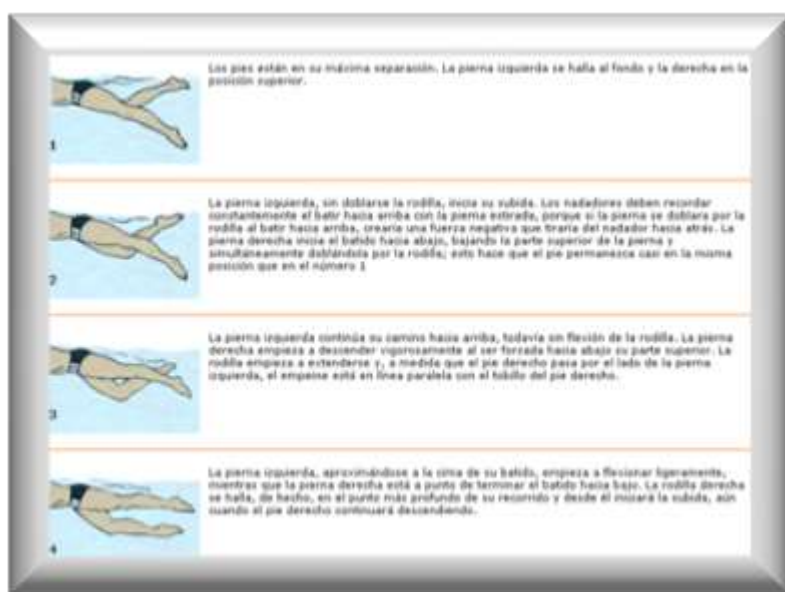 Los pies están en su máxima separación. La pierna izquierda se halla al fondo y la derecha en la
posición superior.
1
La pierna izquierda, sin doblarse la rodilla, inicia su subida. Los nadadores deben recordar
constantemente el batir hacia arriba con la pierna estirada, porque si la pierna se doblara por la
rodilla al batir hacia arriba, crearía una fuerza negativa que tiraría del nadador hacia atrás. La
pierna derecha inicia el batido hacia abajo, bajando la parte superior de la pierna y
simultáneamente doblándola por la rodilla; esto hace que el pie permanezca casi en la misma
posición que en el número 1
2
La pierna izquierda continúa su camino hacia arriba, todavía sin flexión de la rodilla. La pierna
derecha empieza a descender vigorosamente al ser forzada hacia abajo su parte superior. La
rodilla empieza a extenderse y, a medida que el pie derecho pasa por el lado de la pierna
izquierda, el empeine está en línea paralela con el tobillo del pie derecho.
3
La pierna izquierda, aproximándose a la cima de su batido, empieza a flexionar ligeramente,
mientras que la pierna derecha está a punto de terminar el batido hacia bajo. La rodilla derecha
se halla, de hecho, en el punto más profundo de su recorrido y desde él iniciará la subida, aún
cuando el pie derecho continuará descendiendo.
4